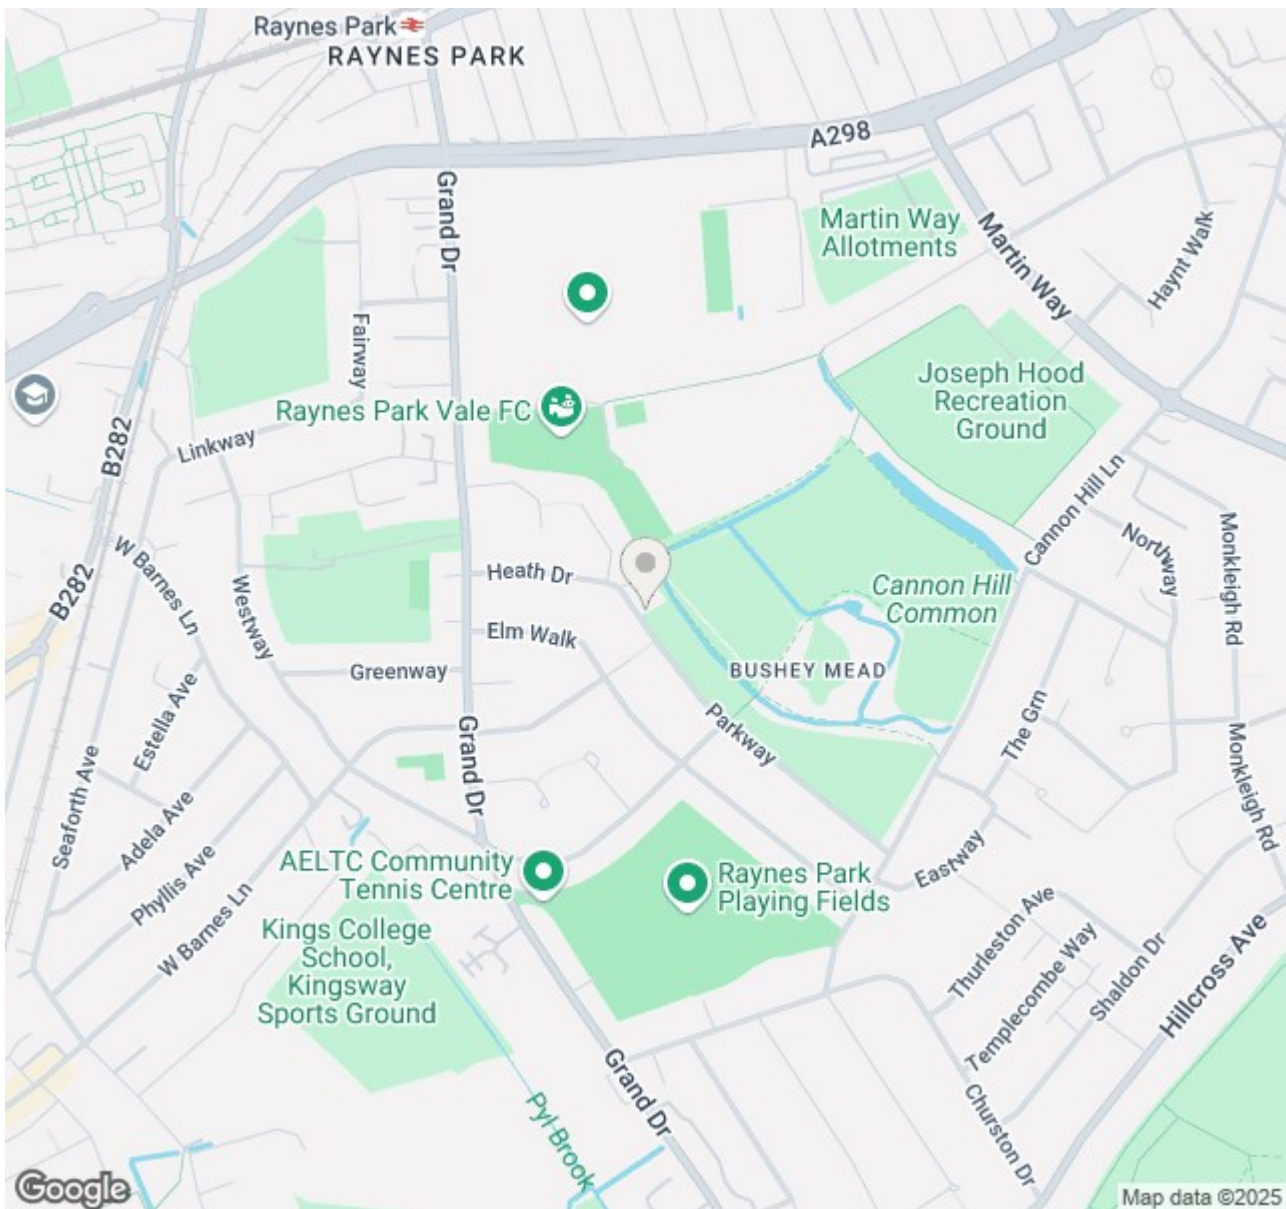 Raynes Park
RAYNES PARK
A298
Grand Dr
Martin Way
Allotments
Martin Way
Haynt Walk
Fairway
Joseph Hood
Recreation
Ground
Raynes Park Vale FC
Linkway
B282
Cannon Hill Ln
Monkleigh Rd
Northway
W Barnes Ln
B282
Westway
Heath Dr
Cannon Hill
Common
Elm Walk
Greenway
BUSHEY MEAD
Estella Ave
Parkway
The Grn
Grand Dr
Monkleigh Rd
Seaforth Ave
Adela Ave
Phyllis Ave
AELTC Community
Tennis Centre
Raynes Park
Playing Fields
Eastway
W Barnes Ln
Kings College
School,
Kingsway
Sports Ground
Thurleston Ave
Templecombe Way
Shaldon Dr
Hillcross Ave
Grand Dr
Pyl Brook
Churston Dr
Google
Map data ©2025